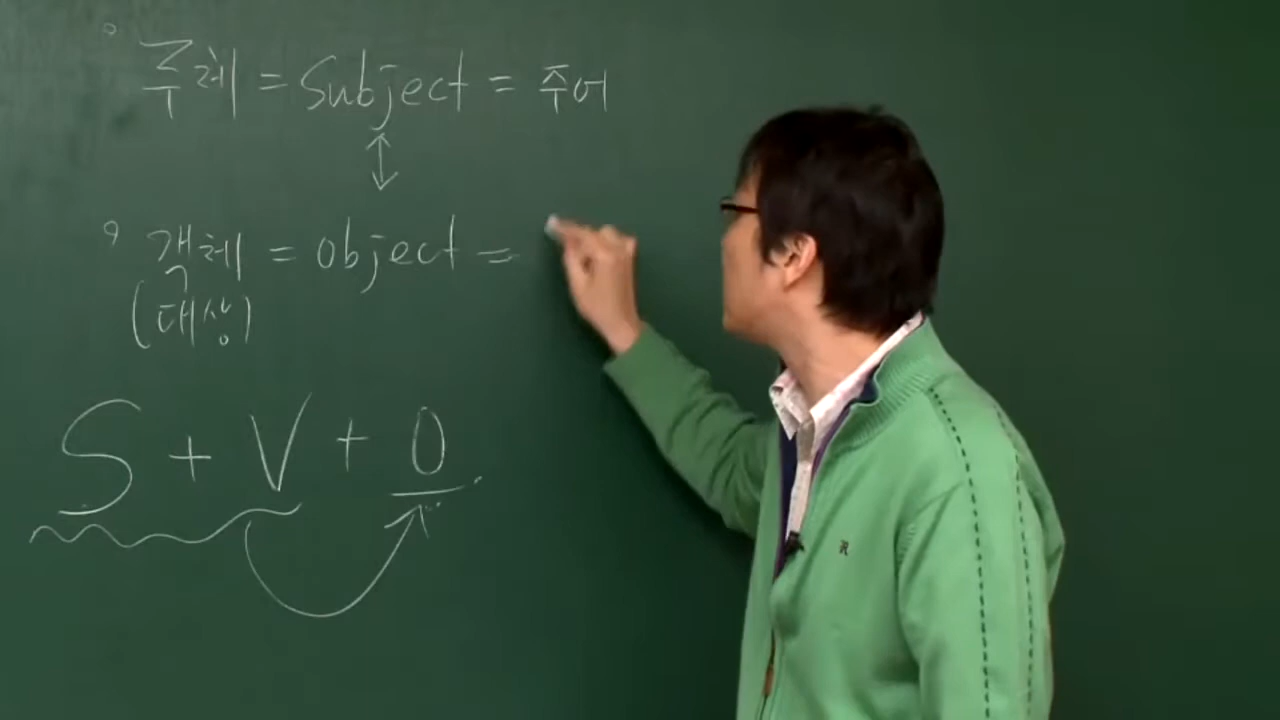 주체 = Subject = 주어
객체 = object =
(대상)
S + V + O